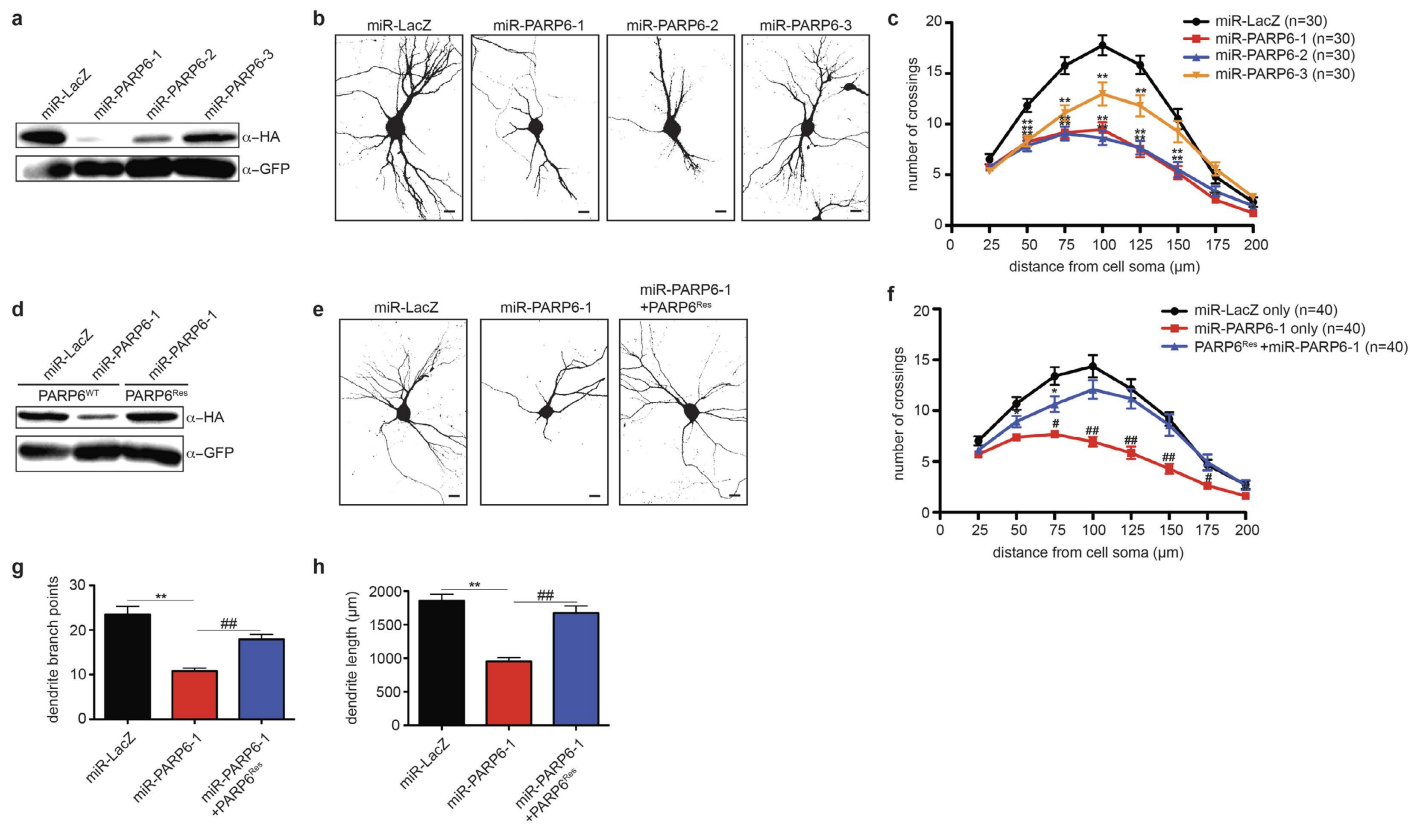 a
miR-LacZ
miR-PARP6-1
miR-PARP6-2
miR-PARP6-3
α–HA
α–GFP
b
miR-LacZ
miR-PARP6-1
miR-PARP6-2
miR-PARP6-3
c
number of crossings
20
15
10
5
0
0 25 50 75 100 125 150 175 200
distance from cell soma (μm)
miR-LacZ (n=30)
miR-PARP6-1 (n=30)
miR-PARP6-2 (n=30)
miR-PARP6-3 (n=30)
d
miR-LacZ
miR-PARP6-1
miR-PARP6-1
PARP6WT
PARP6Res
α–HA
α–GFP
e
miR-LacZ
miR-PARP6-1
miR-PARP6-1
+PARP6Res
f
number of crossings
20
15
10
5
0
0 25 50 75 100 125 150 175 200
distance from cell soma (μm)
miR-LacZ only (n=40)
miR-PARP6-1 only (n=40)
PARP6Res +miR-PARP6-1 (n=40)
* *
# ## ## ## #
g
dendrite branch points
30
20
10
0
**
##
miR-LacZ
miR-PARP6-1
miR-PARP6-1
+PARP6Res
h
dendrite length (μm)
2000
1500
1000
500
0
**
##
miR-LacZ
miR-PARP6-1
miR-PARP6-1
+PARP6Res